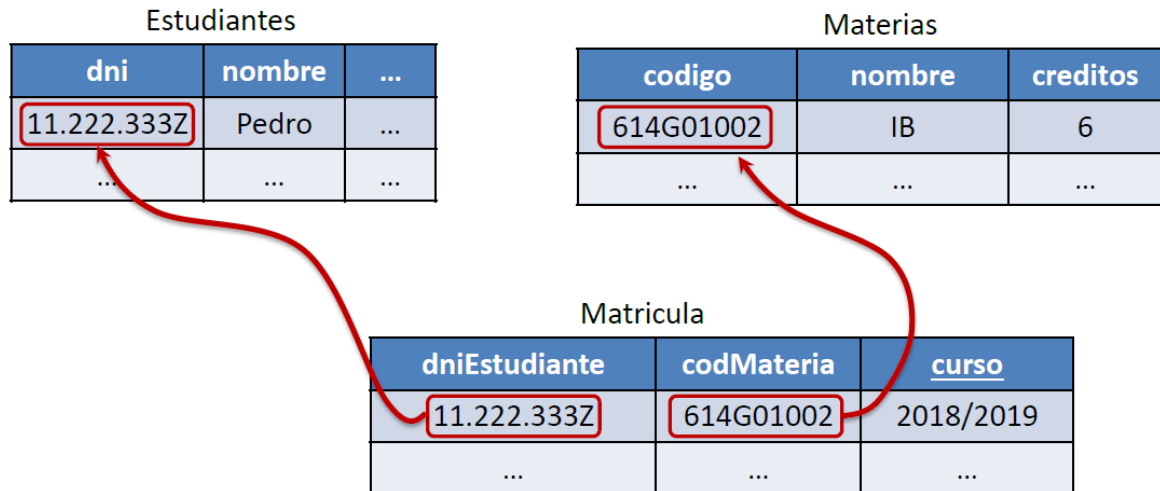 Estudiantes
dni nombre ...
11.222.333Z Pedro ...
... ... ...
Materias
codigo nombre creditos
614G01002 IB 6
... ... ...
Matricula
dniEstudiante codMateria curso
11.222.333Z 614G01002 2018/2019
... ... ...